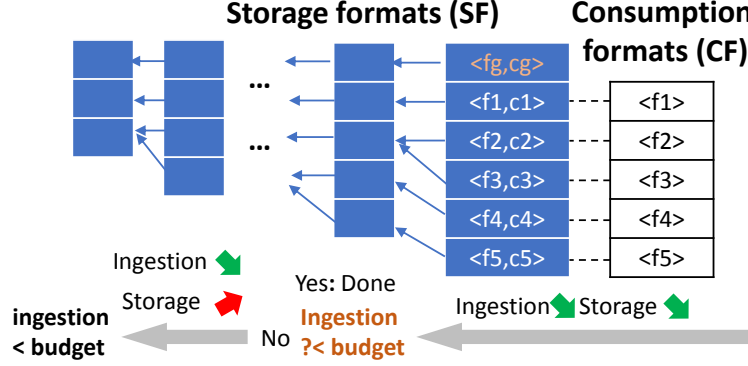 Storage formats (SF)
Consumption
formats (CF)
<fg,cg>
... <f1,c1> <f1>
... <f2,c2> <f2>
<f3,c3> <f3>
<f4,c4> <f4>
<f5,c5> <f5>
Ingestion
Storage
Yes: Done
Ingestion Storage
ingestion
< budget
No
Ingestion
?< budget